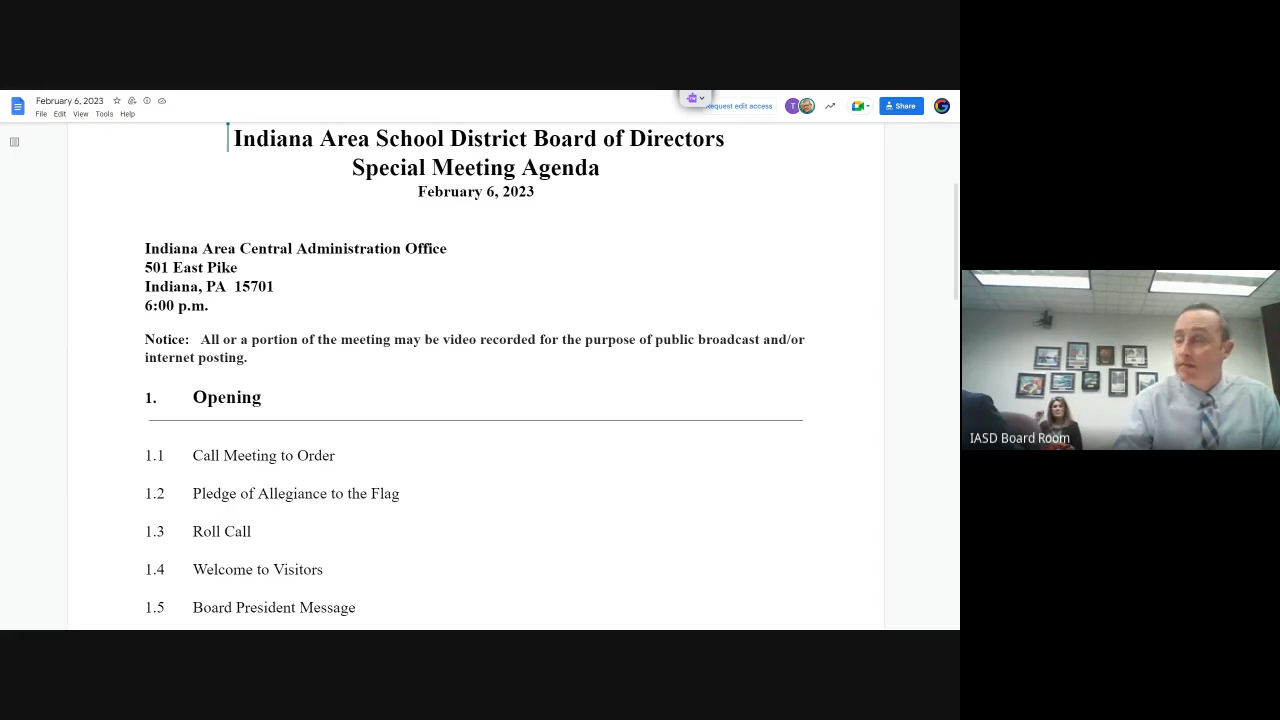 February 6, 2023
File Edit View Tools Help
Request edit access
T
Share
Indiana Area School District Board of Directors
Special Meeting Agenda
February 6, 2023
Indiana Area Central Administration Office
501 East Pike
Indiana, PA 15701
6:00 p.m.
Notice: All or a portion of the meeting may be video recorded for the purpose of public broadcast and/or
internet posting.
1. Opening
1.1 Call Meeting to Order
1.2 Pledge of Allegiance to the Flag
1.3 Roll Call
1.4 Welcome to Visitors
1.5 Board President Message
IASD Board Room